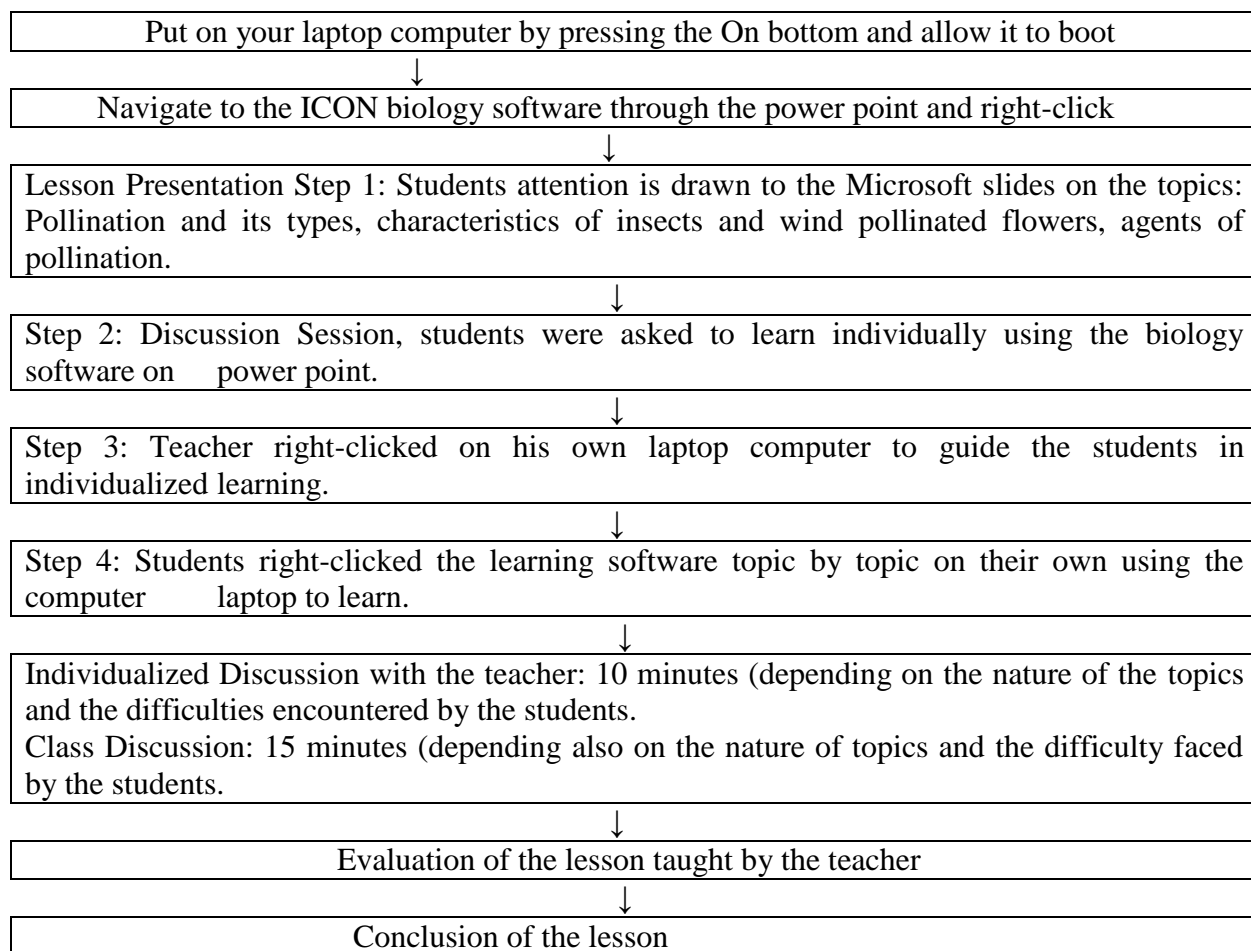 Put on your laptop computer by pressing the On bottom and allow it to boot
↓
Navigate to the ICON biology software through the power point and right-click
↓
Lesson Presentation Step 1: Students attention is drawn to the Microsoft slides on the topics:
Pollination and its types, characteristics of insects and wind pollinated flowers, agents of
pollination.
↓
Step 2: Discussion Session, students were asked to learn individually using the biology
software on power point.
↓
Step 3: Teacher right-clicked on his own laptop computer to guide the students in
individualized learning.
↓
Step 4: Students right-clicked the learning software topic by topic on their own using the
computer laptop to learn.
↓
Individualized Discussion with the teacher: 10 minutes (depending on the nature of the topics
and the difficulties encountered by the students.
Class Discussion: 15 minutes (depending also on the nature of topics and the difficulty faced
by the students.
↓
Evaluation of the lesson taught by the teacher
↓
Conclusion of the lesson